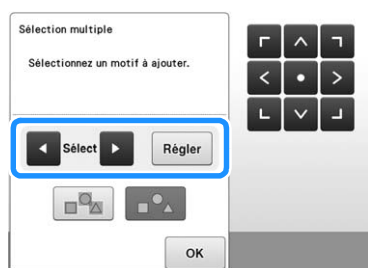 Sélection multiple
Sélectionnez un motif à ajouter.
Sélect
Régler
OK